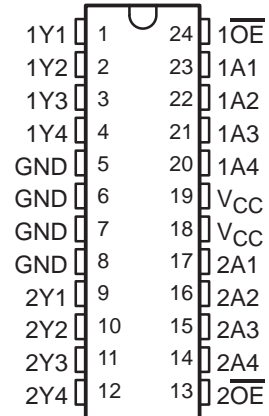 1Y1 1 24 1O̅E̅
1Y2 2 23 1A1
1Y3 3 22 1A2
1Y4 4 21 1A3
GND 5 20 1A4
GND 6 19 VCC
GND 7 18 VCC
GND 8 17 2A1
2Y1 9 16 2A2
2Y2 10 15 2A3
2Y3 11 14 2A4
2Y4 12 13 2O̅E̅